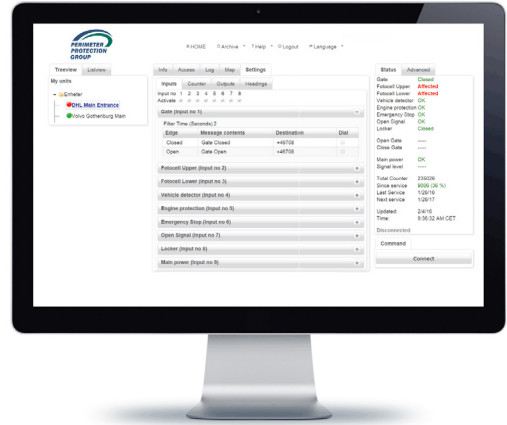 PERIMETER
PROTECTION
GROUP
HOME Archive Help Logout Language
Treeview Listview
My units
Enheter
DHL Main Entrance
Volvo Gothenburg Main
Info Access Log Map Settings
Inputs Counter Outputs Headings
Input no 1 2 3 4 5 6 7 8
Activate
Gate (Input no 1)
Filter Time (Seconds) 2
Edge Message contents Destination Dial
Closed Gate Closed +46708
Open Gate Open +46708
Fotocell Upper (Input no 2)
Fotocell Lower (Input no 3)
Vehicle detector (Input no 4)
Engine protection (Input no 5)
Emergency Stop (Input no 6)
Open Signal (Input no 7)
Locker (Input no 8)
Main power (Input no 9)
Status Advanced
Gate Closed
Fotocell Upper Affected
Fotocell Lower Affected
Vehicle detector OK
Engine protection OK
Emergency Stop OK
Open Signal OK
Locker Closed
Open Gate -----
Close Gate -----
Main power OK
Signal level -----
Total Counter 239026
Since service
Last Service 1/26/16
Next service 1/26/17
Updated: 2/4/16
Time: 9:36:32 AM CET
Disconnected
Command
Connect